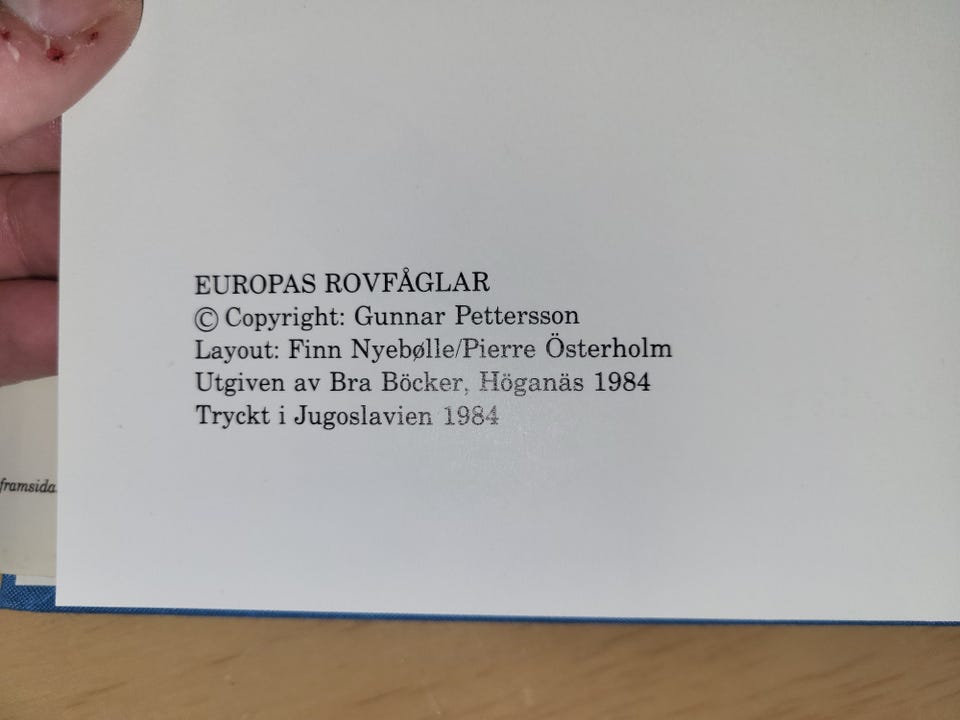 EUROPAS ROVFÅGLAR
© Copyright: Gunnar Pettersson
Layout: Finn Nyebølle/Pierre Österholm
Utgiven av Bra Böcker, Höganäs 1984
Tryckt i Jugoslavien 1984
framsida.